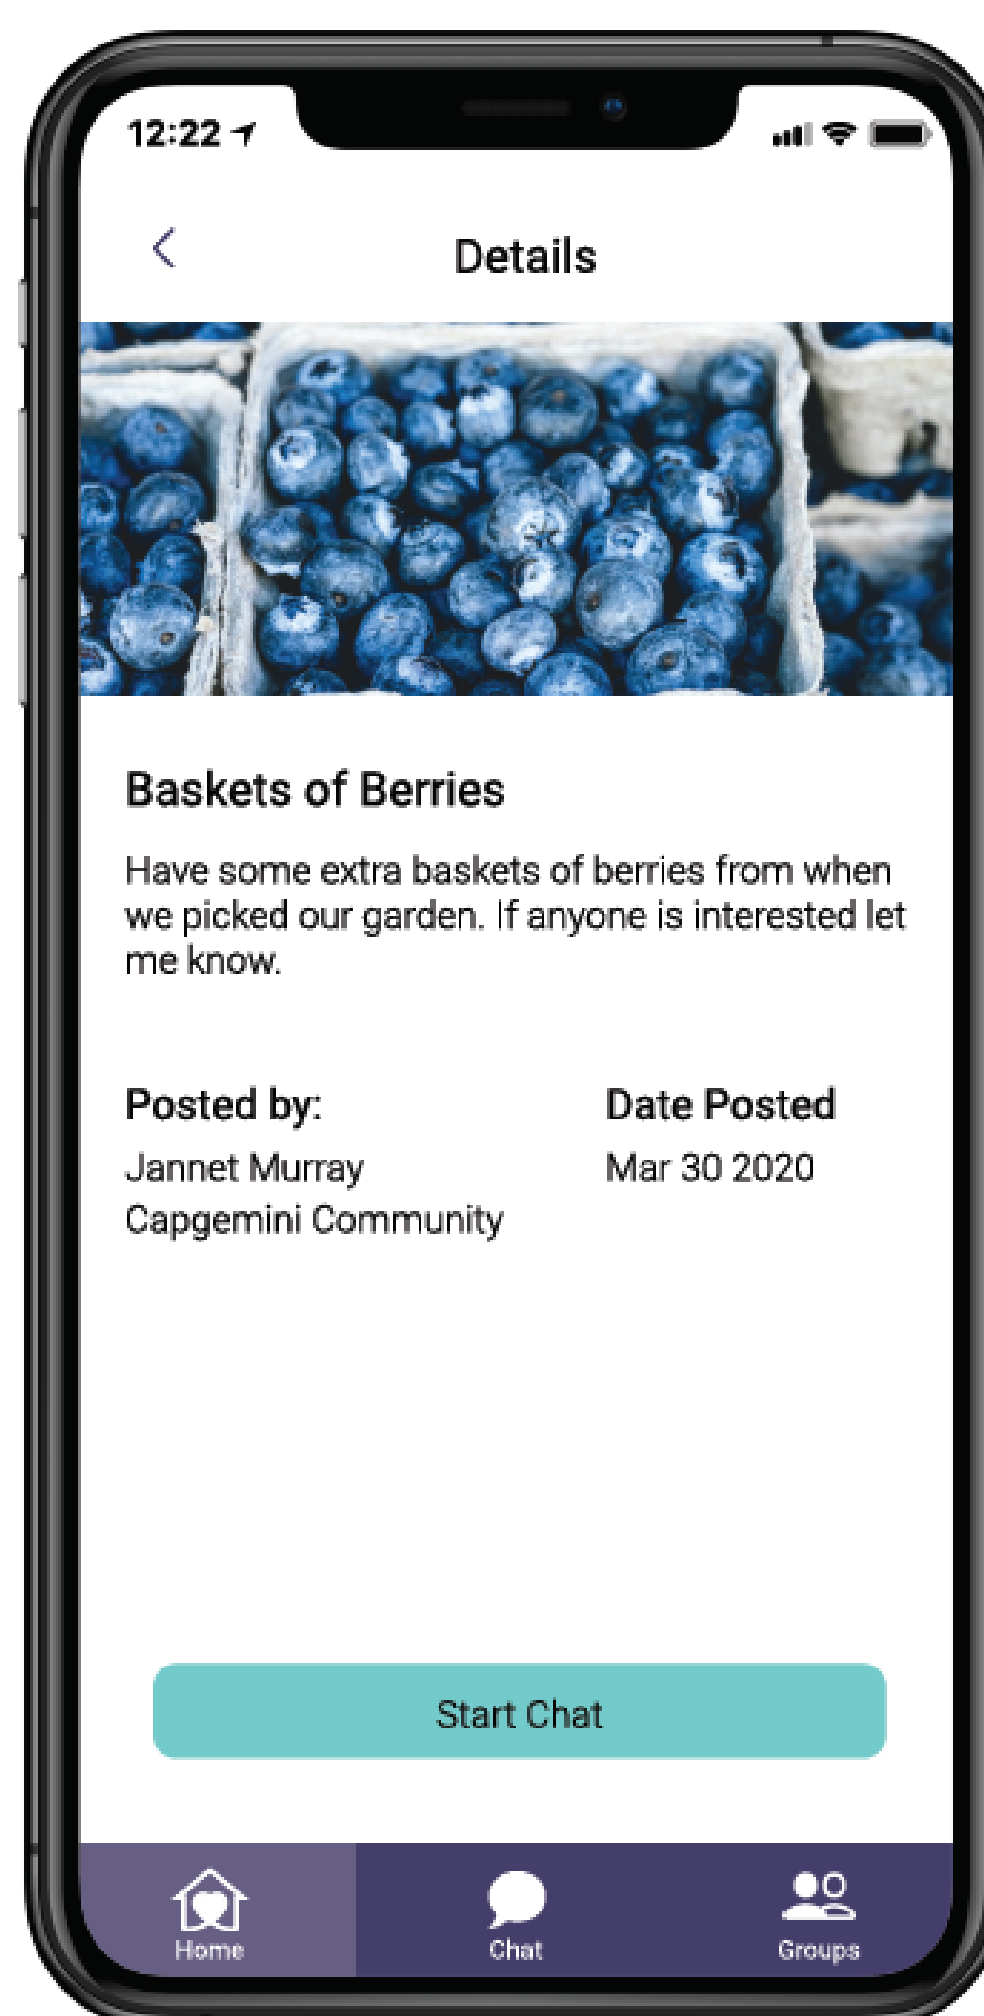 12:22
Details
Baskets of Berries
Have some extra baskets of berries from when
we picked our garden. If anyone is interested let
me know.
Posted by:
Jannet Murray
Capgemini Community
Date Posted
Mar 30 2020
Start Chat
Home
Chat
Groups